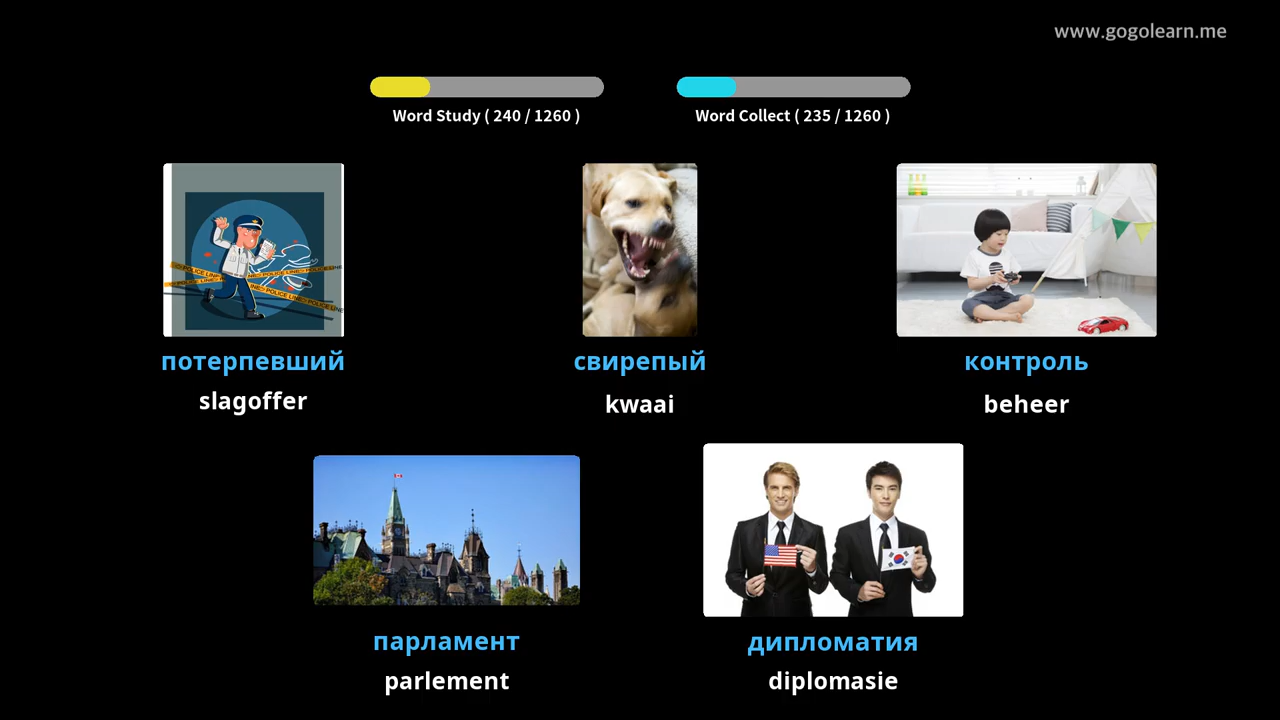 www.gogolearn.me
Word Study ( 240 / 1260 )
Word Collect ( 235 / 1260 )
потерпевший
slagoffer
свирепый
kwaai
контроль
beheer
парламент
parlement
дипломатия
diplomasie